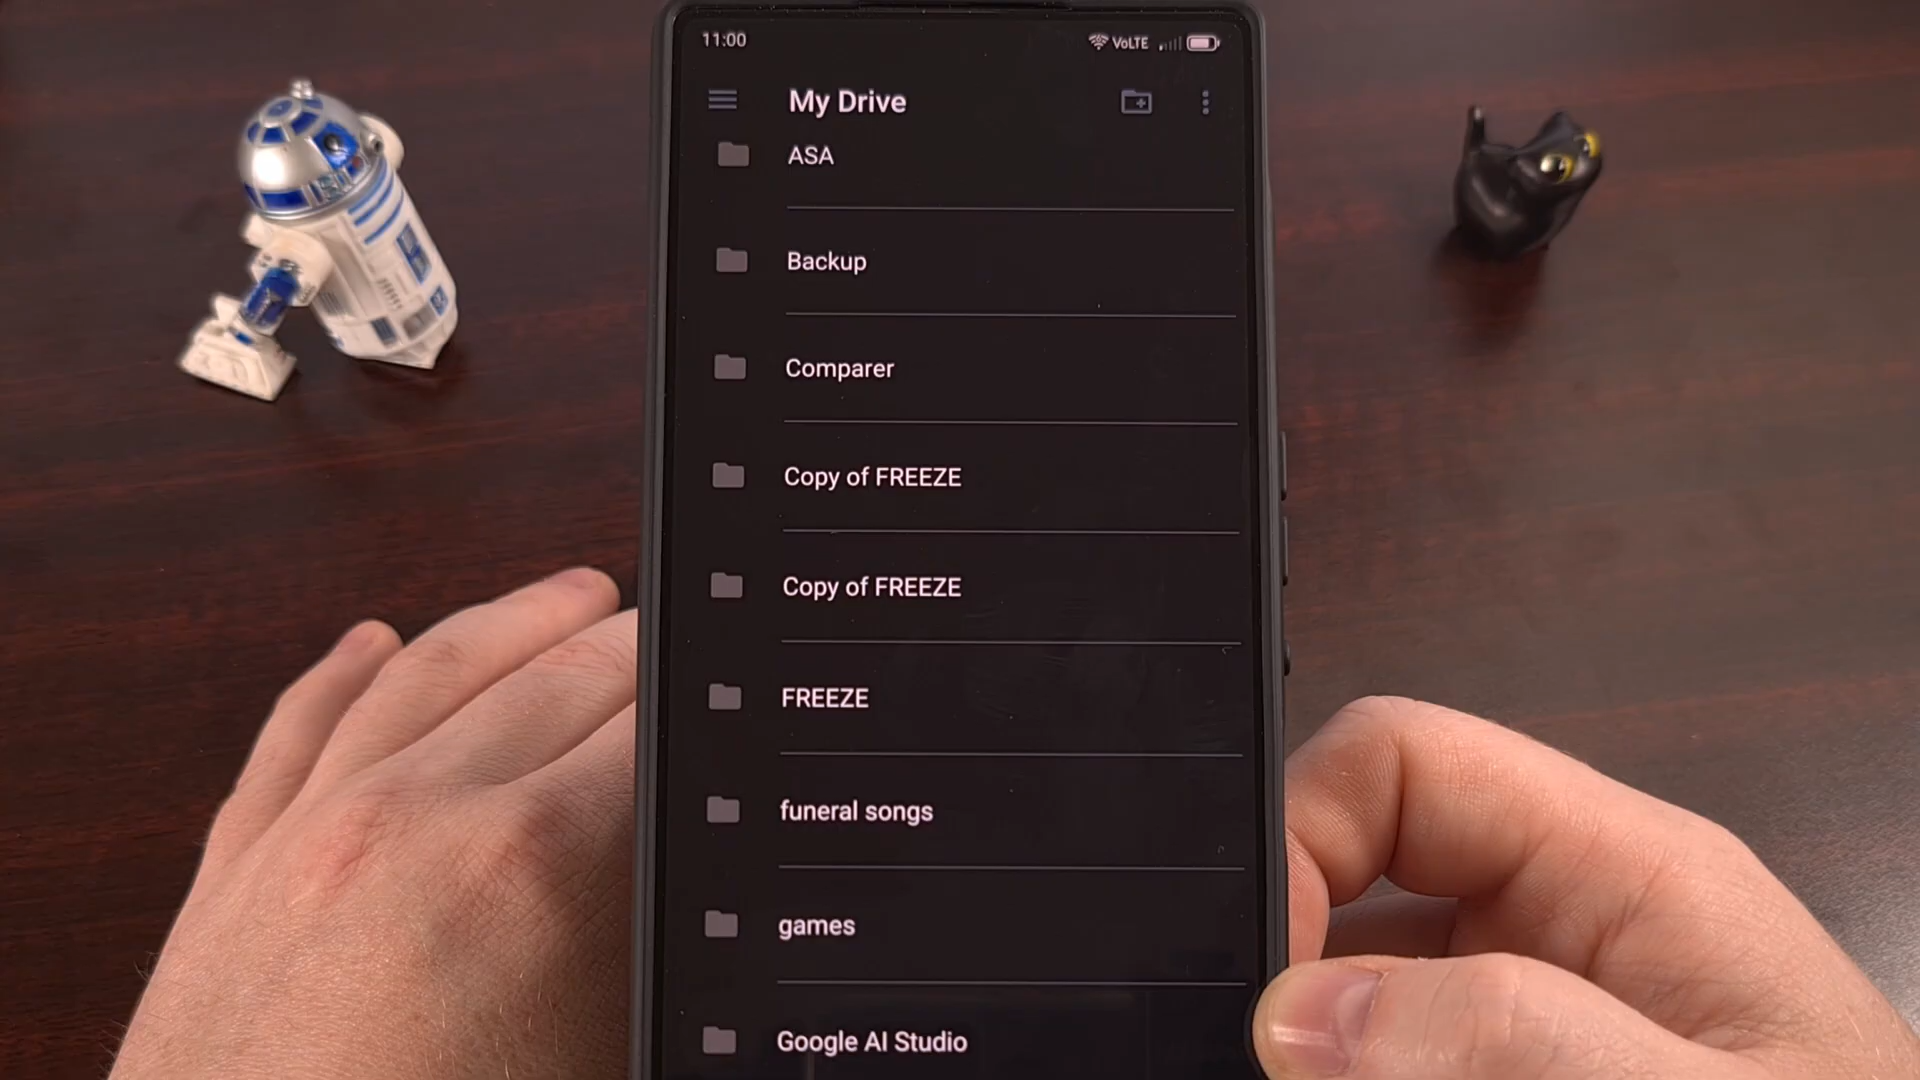 11:00
VoLTE
My Drive
ASA
Backup
Comparer
Copy of FREEZE
Copy of FREEZE
FREEZE
funeral songs
games
Google AI Studio